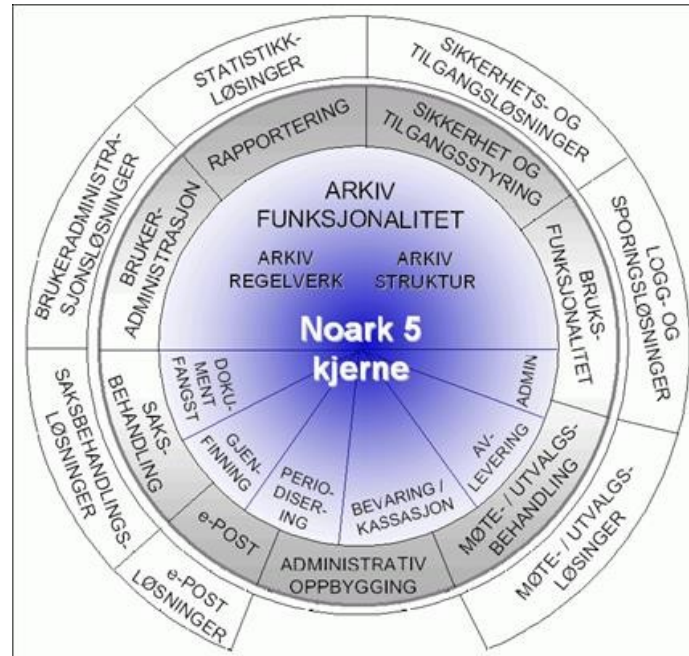 STATISTIKK-
LØSINGER
SIKKERHETS- OG
TILGANGSLØSNINGER
BRUKERADMINISTRA-
SJONSLØSNINGER
LOGG- OG
SPORINGSLØSNINGER
SAKSBEHANDLINGS-
LØSNINGER
e-POST
LØSNINGER
MØTE- / UTVALGS-
LØSINGER
RAPPORTERING
SIKKERHET OG
TILGANGSSTYRING
BRUKER-
ADMINISTRASJON
BRUKS-
FUNKSJONALITET
SAKS-
BEHANDLING
e-POST
ADMINISTRATIV
OPPBYGGING
MØTE- / UTVALGS-
BEHANDLING
ARKIV
FUNKSJONALITET
ARKIV
REGELVERK
ARKIV
STRUKTUR
Noark 5
kjerne
DOKU-
MENT
FANGST
GJEN-
FINNING
PERIO-
DISER-
ING
BEVARING /
KASSASJON
AV-
LEVERING
ADMIN